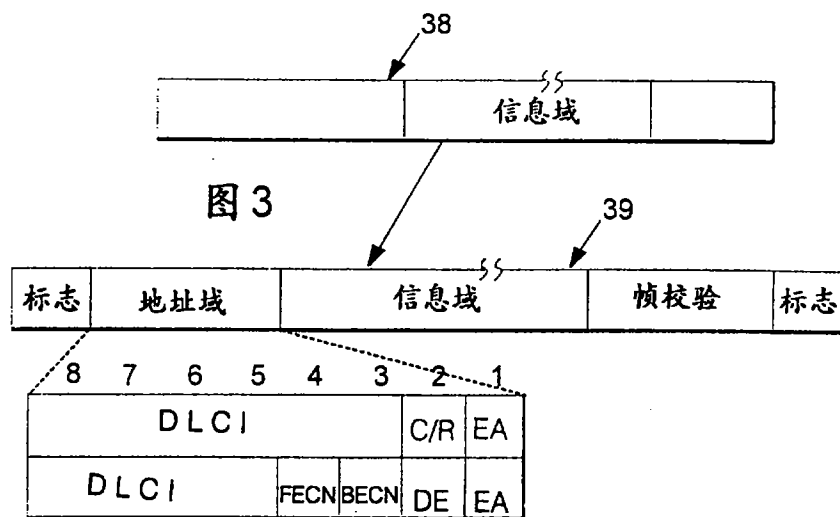 38
信息域
图 3
39
标志 地址域 信息域 帧校验 标志
8 7 6 5 4 3 2 1
DLCI C/R EA
DLCI FECN BECN DE EA